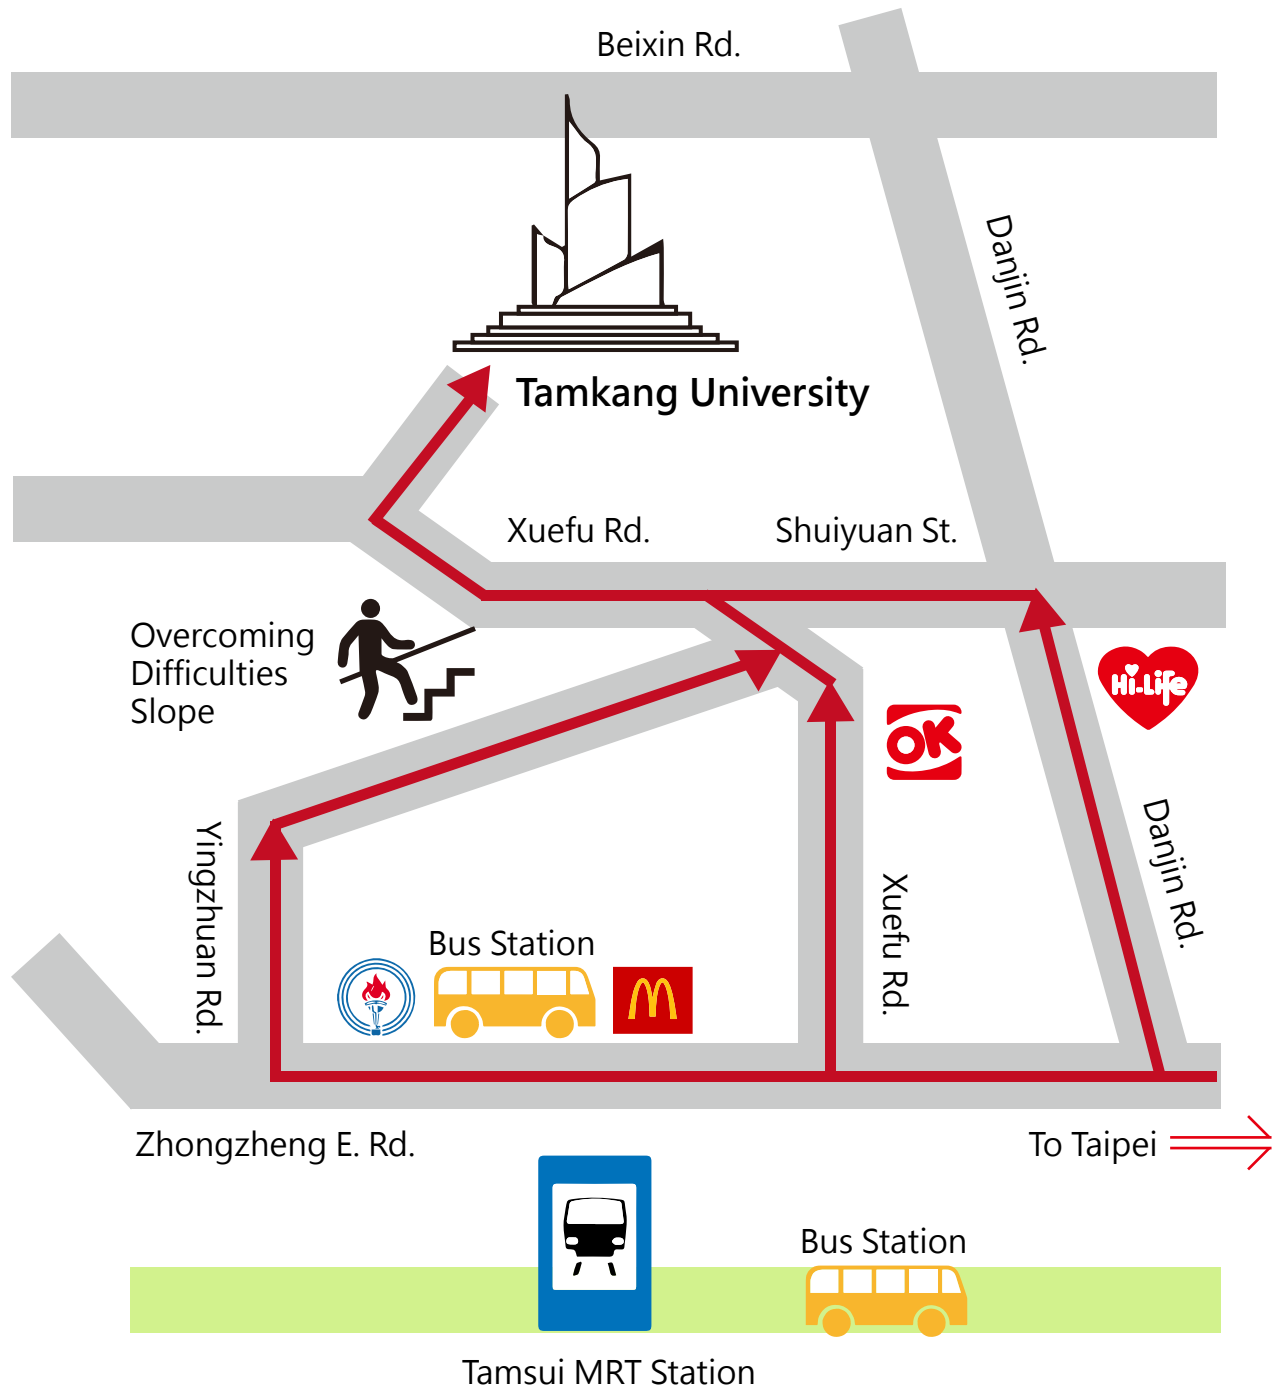 Beixin Rd.
Danjin Rd.
Tamkang University
Xuefu Rd.
Shuiyuan St.
Overcoming
Difficulties
Slope
Hi-Life
OK
Yingzhuan Rd.
Bus Station
Xuefu Rd.
Danjin Rd.
Zhongzheng E. Rd.
To Taipei
Bus Station
Tamsui MRT Station